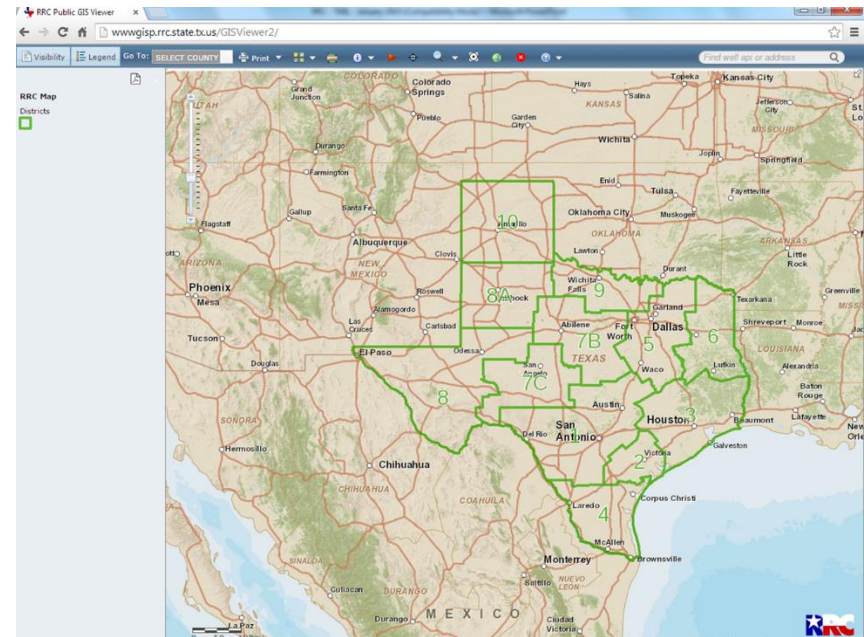 RRC Public GIS Viewer
wwwgisp.rrc.state.tx.us/GISViewer2/
Visibility Legend Go To: SELECT COUNTY Print Find well api or address
RRC Map
Districts
COLORADO
Colorado Springs
Grand Junction
UTAH
Pueblo
Garden City
Hays
Salina
KANSAS
Topeka
Kansas City
Jefferson City
MISSOURI
Wichita
Durango
Farmington
Joplin
Springfield
Enid
Tulsa
Fayetteville
Gallup
Santa Fe
10
Oklahoma City
Muskogee
OKLAHOMA
Flagstaff
Albuquerque
Clovis
Lawton
ARKANSAS
Little Rock
ARIZONA
NEW MEXICO
Durant
Phoenix
Mesa
Roswell
8A
Wichita Falls
9
Texarkana
Greenville
Alamogordo
Garland
Las Cruces
Carlsbad
Abilene
Fort Worth
Dallas
Shreveport
Monroe
Tucson
7B
5
6
LOUISIANA
El Paso
Odessa
TEXAS
Douglas
San Angelo
Waco
Lufkin
Alexandria
7C
Baton Rouge
8
Austin
SONORA
Houston
3
Beaumont
Lafayette
Del Rio
San Antonio
1
Galveston
Hermosillo
2
Victoria
Chihuahua
CHIHUAHUA
COAHUILA
Laredo
4
Corpus Christi
McAllen
Brownsville
SINALOA
Monterrey
Saltillo
NUEVO LEON
Culiacan
DURANGO
La Paz
Durango
MEXICO
Ciudad Victoria
RRC